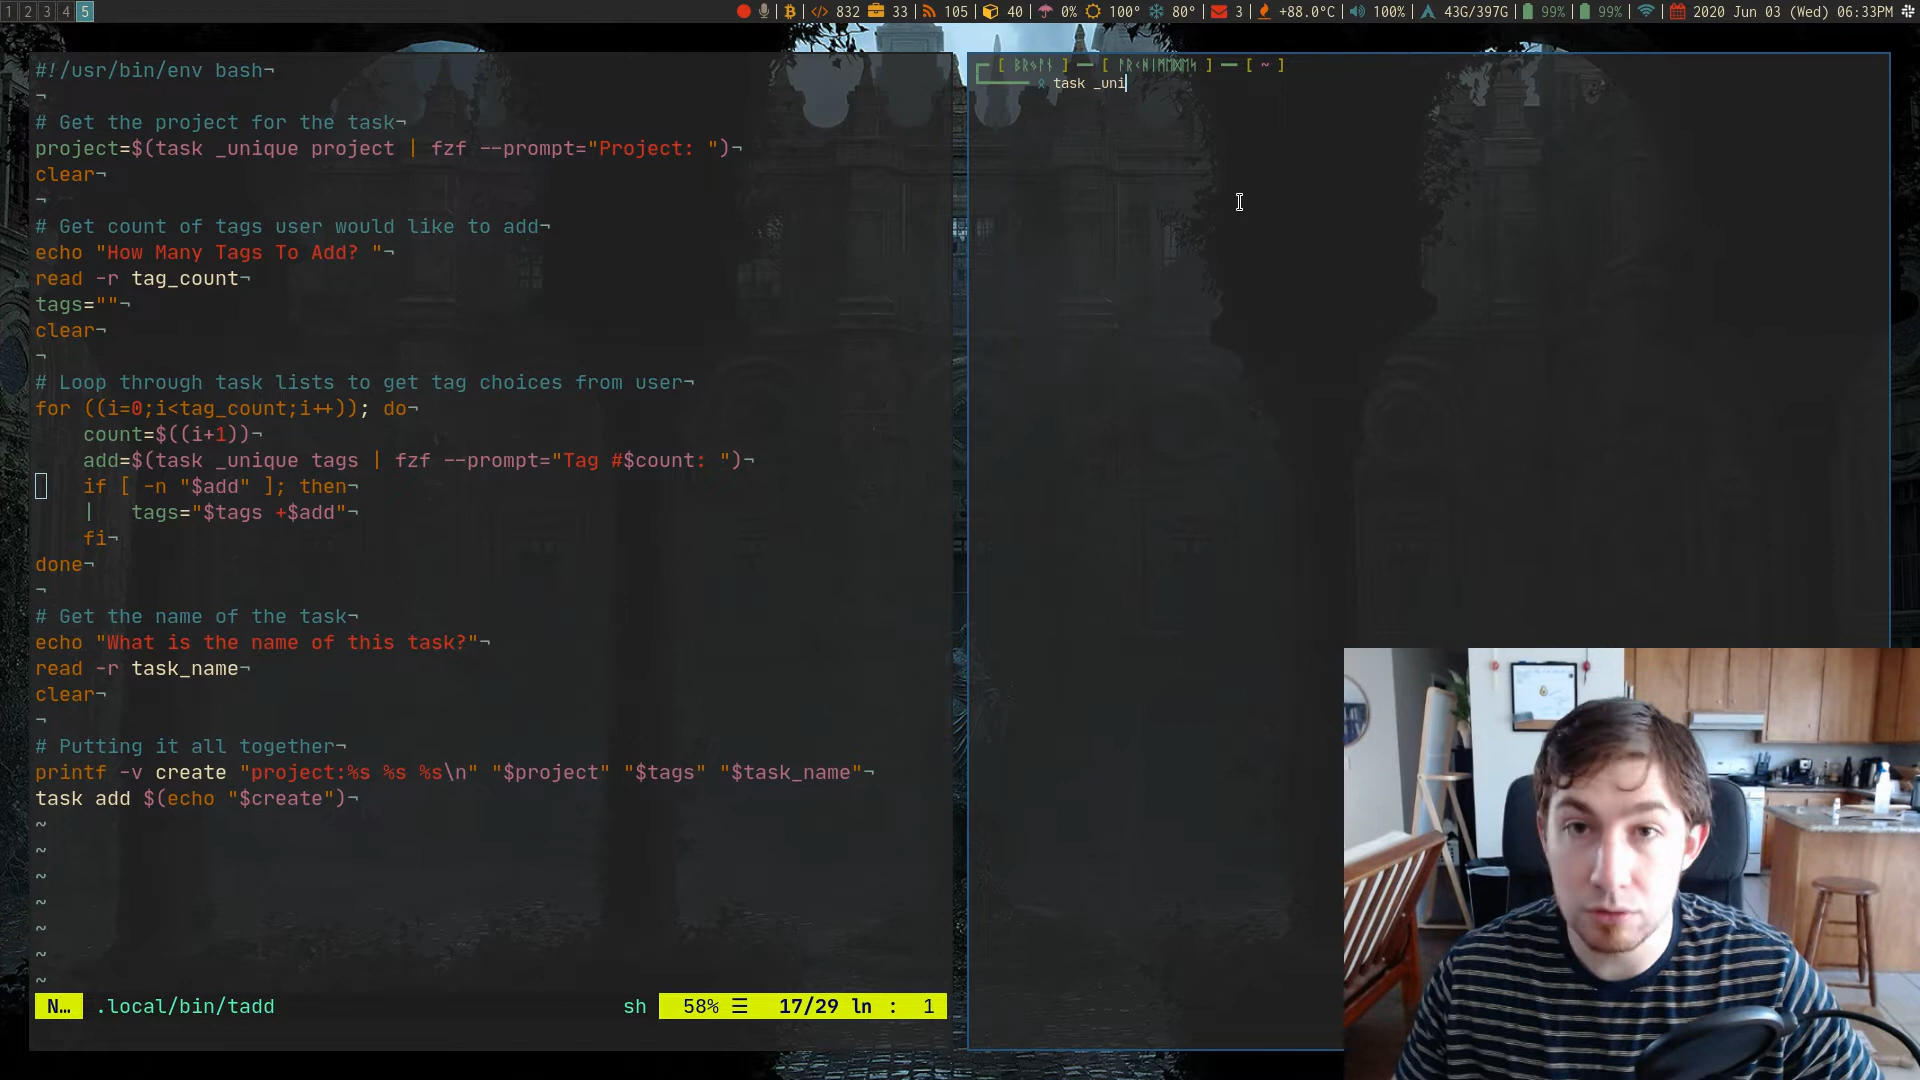 1 2 3 4 5
832 33 105 40 0% 100° 80° 3 +88.0°C 100% 43G/397G 99% 99% 2020 Jun 03 (Wed) 06:33PM
#!/usr/bin/env bash¬
¬
# Get the project for the task¬
project=$(task _unique project | fzf --prompt="Project: ")¬
clear¬
¬
# Get count of tags user would like to add¬
echo "How Many Tags To Add? "¬
read -r tag_count¬
tags=""¬
clear¬
¬
# Loop through task lists to get tag choices from user¬
for ((i=0;i<tag_count;i++)); do¬
count=$((i+1))¬
add=$(task _unique tags | fzf --prompt="Tag #$count: ")¬
if [ -n "$add" ]; then¬
| tags="$tags +$add"¬
fi¬
done¬
¬
# Get the name of the task¬
echo "What is the name of this task?"¬
read -r task_name¬
clear¬
¬
# Putting it all together¬
printf -v create "project:%s %s %s\n" "$project" "$tags" "$task_name"¬
task add $(echo "$create")¬
~
~
~
~
~
~
~
N… .local/bin/tadd sh 58% ☰ 17/29 ln : 1
[ ~ ]
task _uni